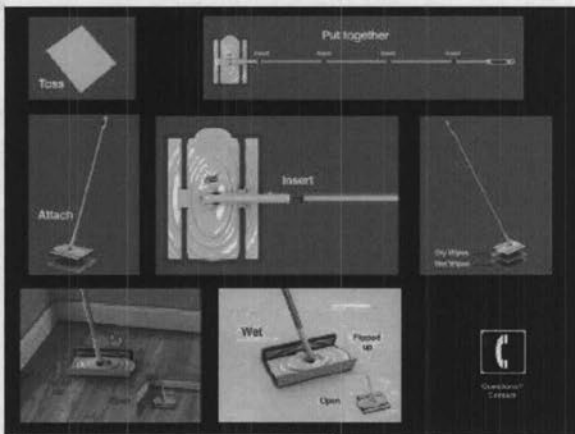 Toss
Put together
Insert
Insert
Insert
Insert
Attach
Insert
Dry Wipes
Wet Wipes
Wet
Flipped
up
Open
Questions?
Contact